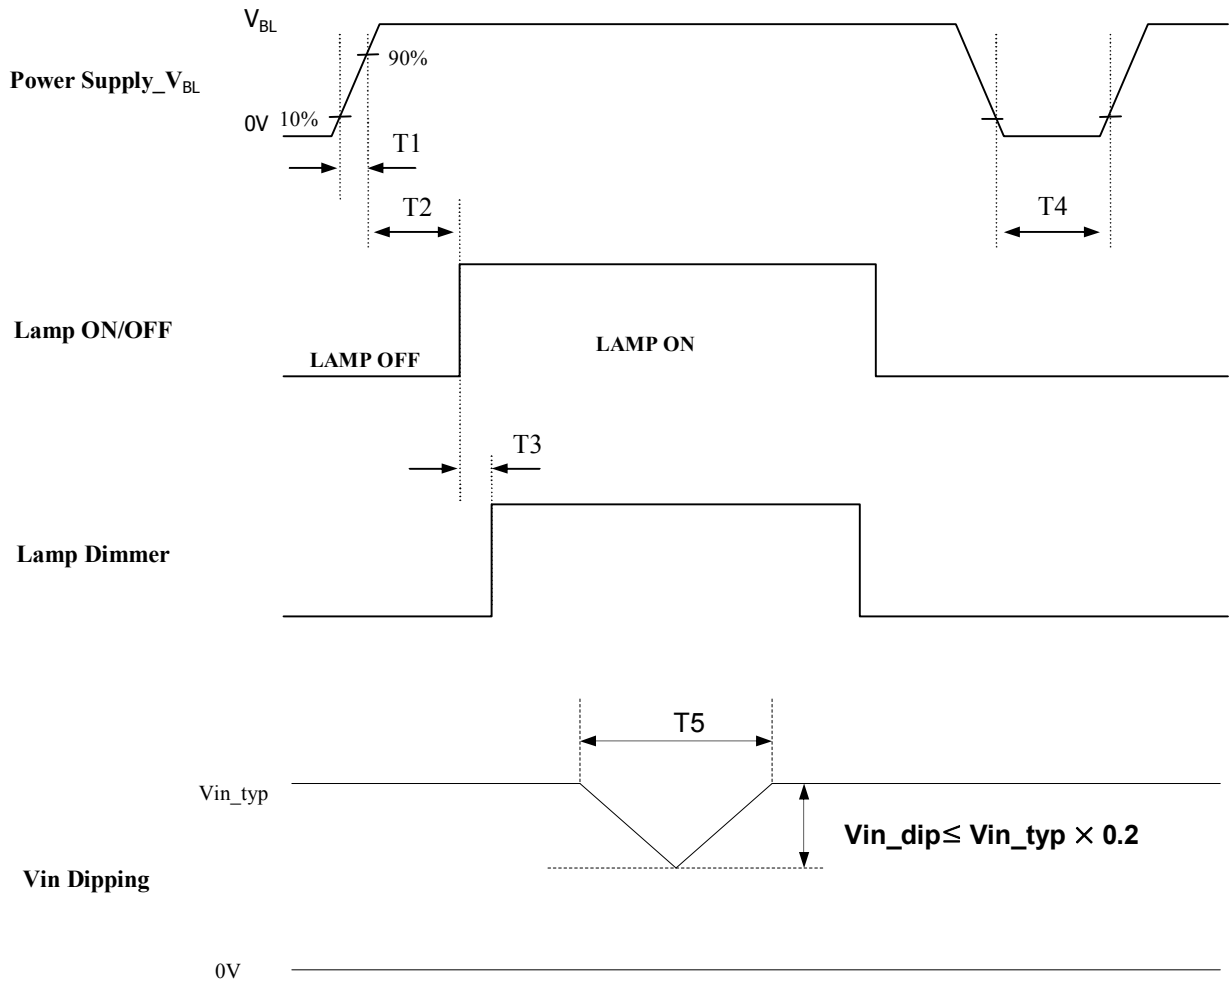 V_BL
90%
Power Supply_V_BL
0V 10%
T1
T2
T4
Lamp ON/OFF
LAMP OFF
LAMP ON
T3
Lamp Dimmer
T5
Vin_typ
Vin_dip≤ Vin_typ × 0.2
Vin Dipping
0V